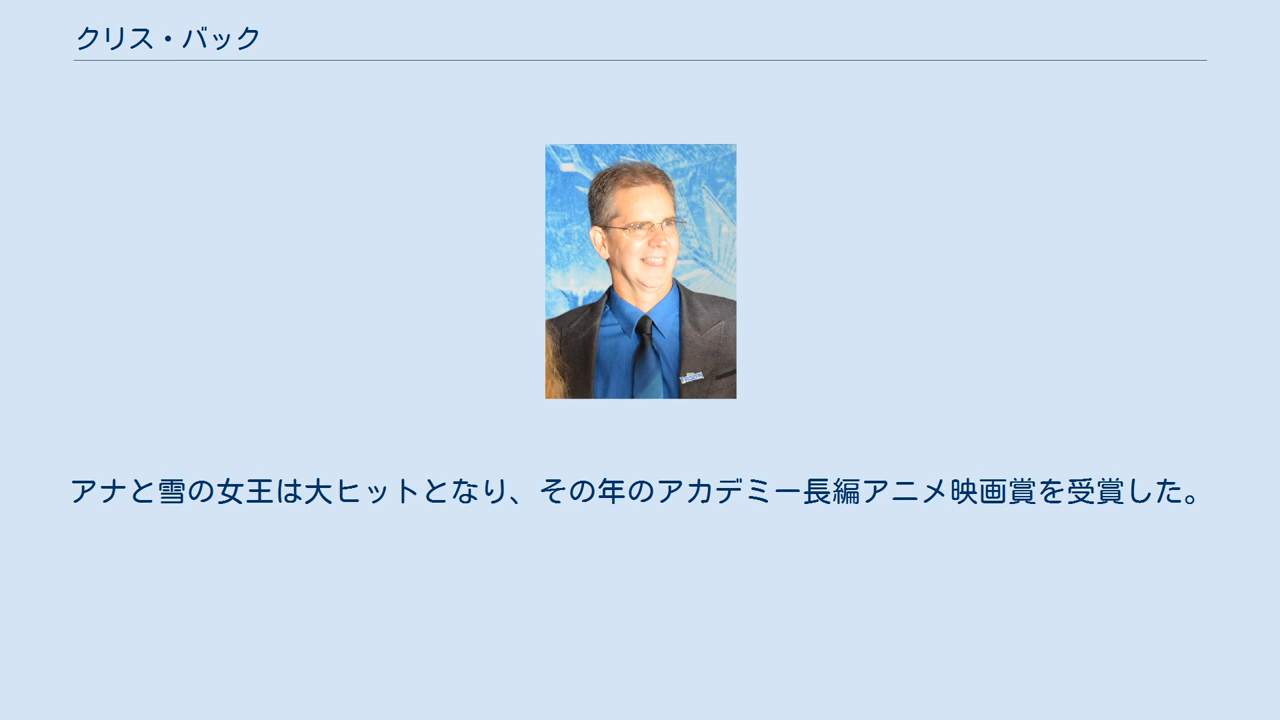 クリス・バック
アナと雪の女王は大ヒットとなり、その年のアカデミー長編アニメ映画賞を受賞した。